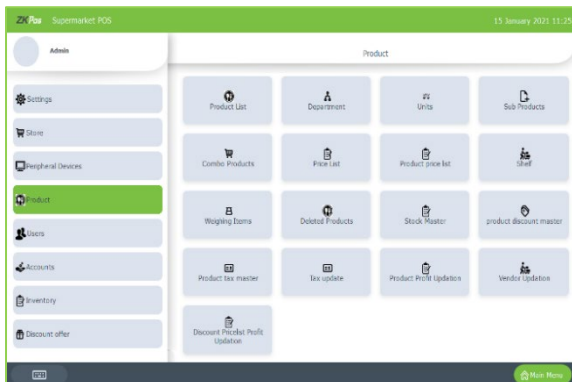 ZKPos Supermarket POS 15 January 2021 11:25
Admin
Product
Settings
Store
Peripheral Devices
Product
Users
Accounts
Inventory
Discount offer
Product List Department Units Sub Products
Combo Products Price List Product price list Shelf
Weighing Items Deleted Products Stock Master product discount master
Product tax master Tax update Product Profit Updation Vendor Updation
Discount Pricelist Profit
Updation
Main Menu